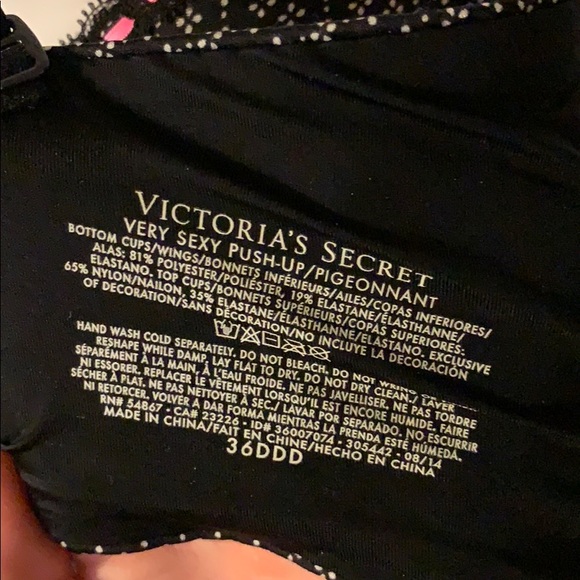 VICTORIA'S SECRET
VERY SEXY PUSH-UP/PIGEONNANT
BOTTOM CUPS/WINGS/BONNETS INFÉRIEURS/AILES/COPAS INFERIORES/
ALAS: 81% POLYESTER/POLIÉSTER, 19% ELASTANE/ÉLASTHANNE/
ELASTANO. TOP CUPS/BONNETS SUPÉRIEURS/COPAS SUPERIORES:
65% NYLON/NAILON, 35% ELASTANE/ÉLASTHANNE/ELASTANO. EXCLUSIVE
OF DECORATION/SANS DÉCORATION/NO INCLUYE LA DECORACIÓN
HAND WASH COLD SEPARATELY. DO NOT BLEACH. DO NOT WRING
RESHAPE WHILE DAMP. LAY FLAT TO DRY. DO NOT DRY CLEAN./ LAVER
SÉPARÉMENT À LA MAIN, À L'EAU FROIDE. NE PAS JAVELLISER. NE PAS TORDRE
NI ESSORER. REPLACER LE VÊTEMENT LORSQU'IL EST ENCORE HUMIDE. FAIRE
SÉCHER À PLAT. NE PAS NETTOYER À SEC./ LAVAR POR SEPARADO. NO ESCURRIR
NI RETORCER. VOLVER A DAR FORMA MIENTRAS LA PRENDA ESTÉ HÚMEDA.
RN# 54867 • CA# 23226 • ID# 36007074 • 305442 • 08/14
MADE IN CHINA/FAIT EN CHINE/HECHO EN CHINA
36DDD